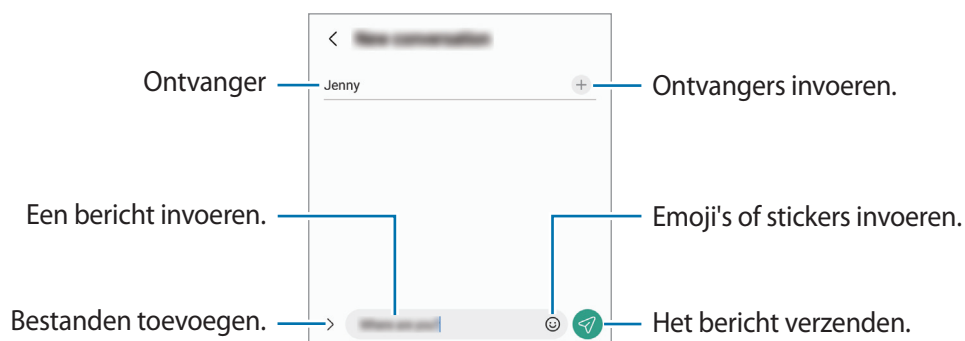 Ontvanger
Jenny
Ontvangers invoeren.
Een bericht invoeren.
Emoji's of stickers invoeren.
Bestanden toevoegen.
Het bericht verzenden.